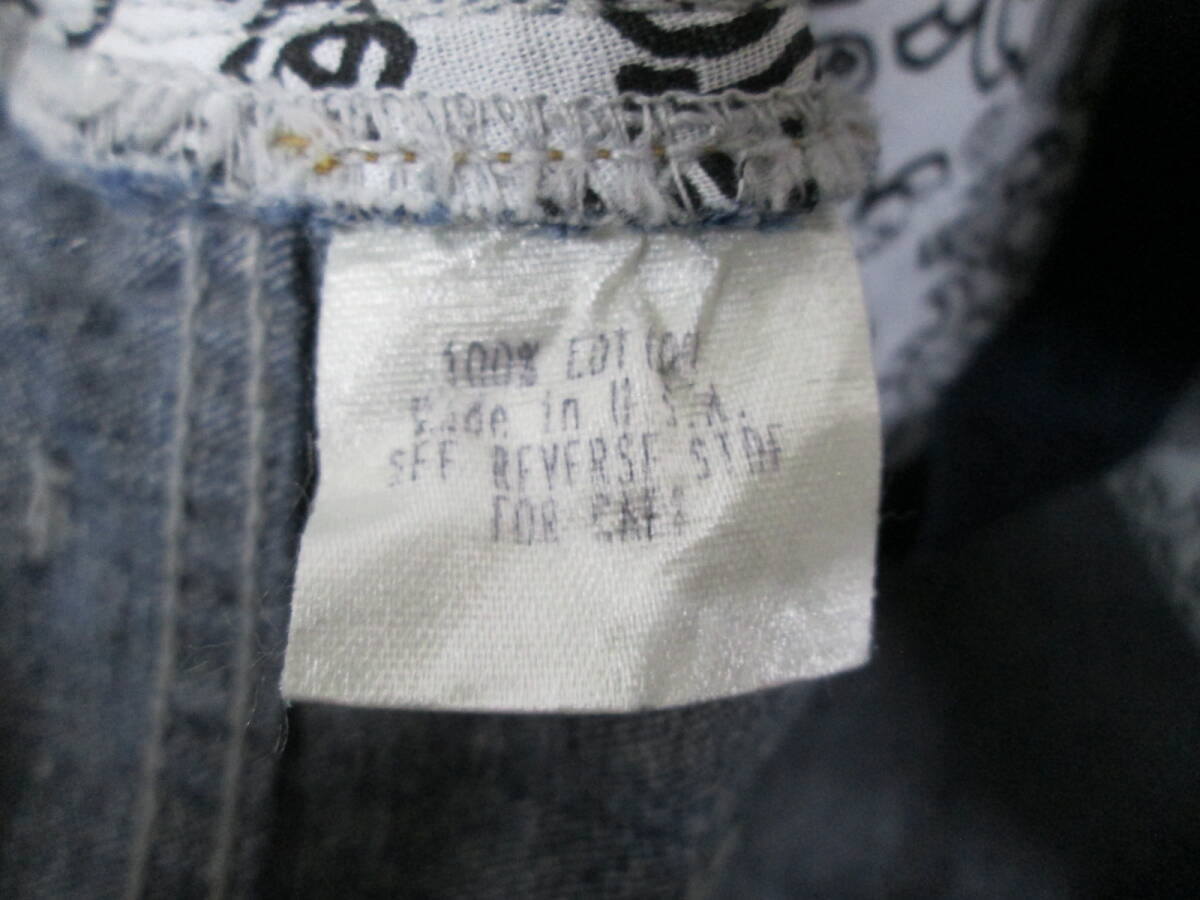 100% COTTON
Made in U.S.A.
SEE REVERSE SIDE
FOR CARE